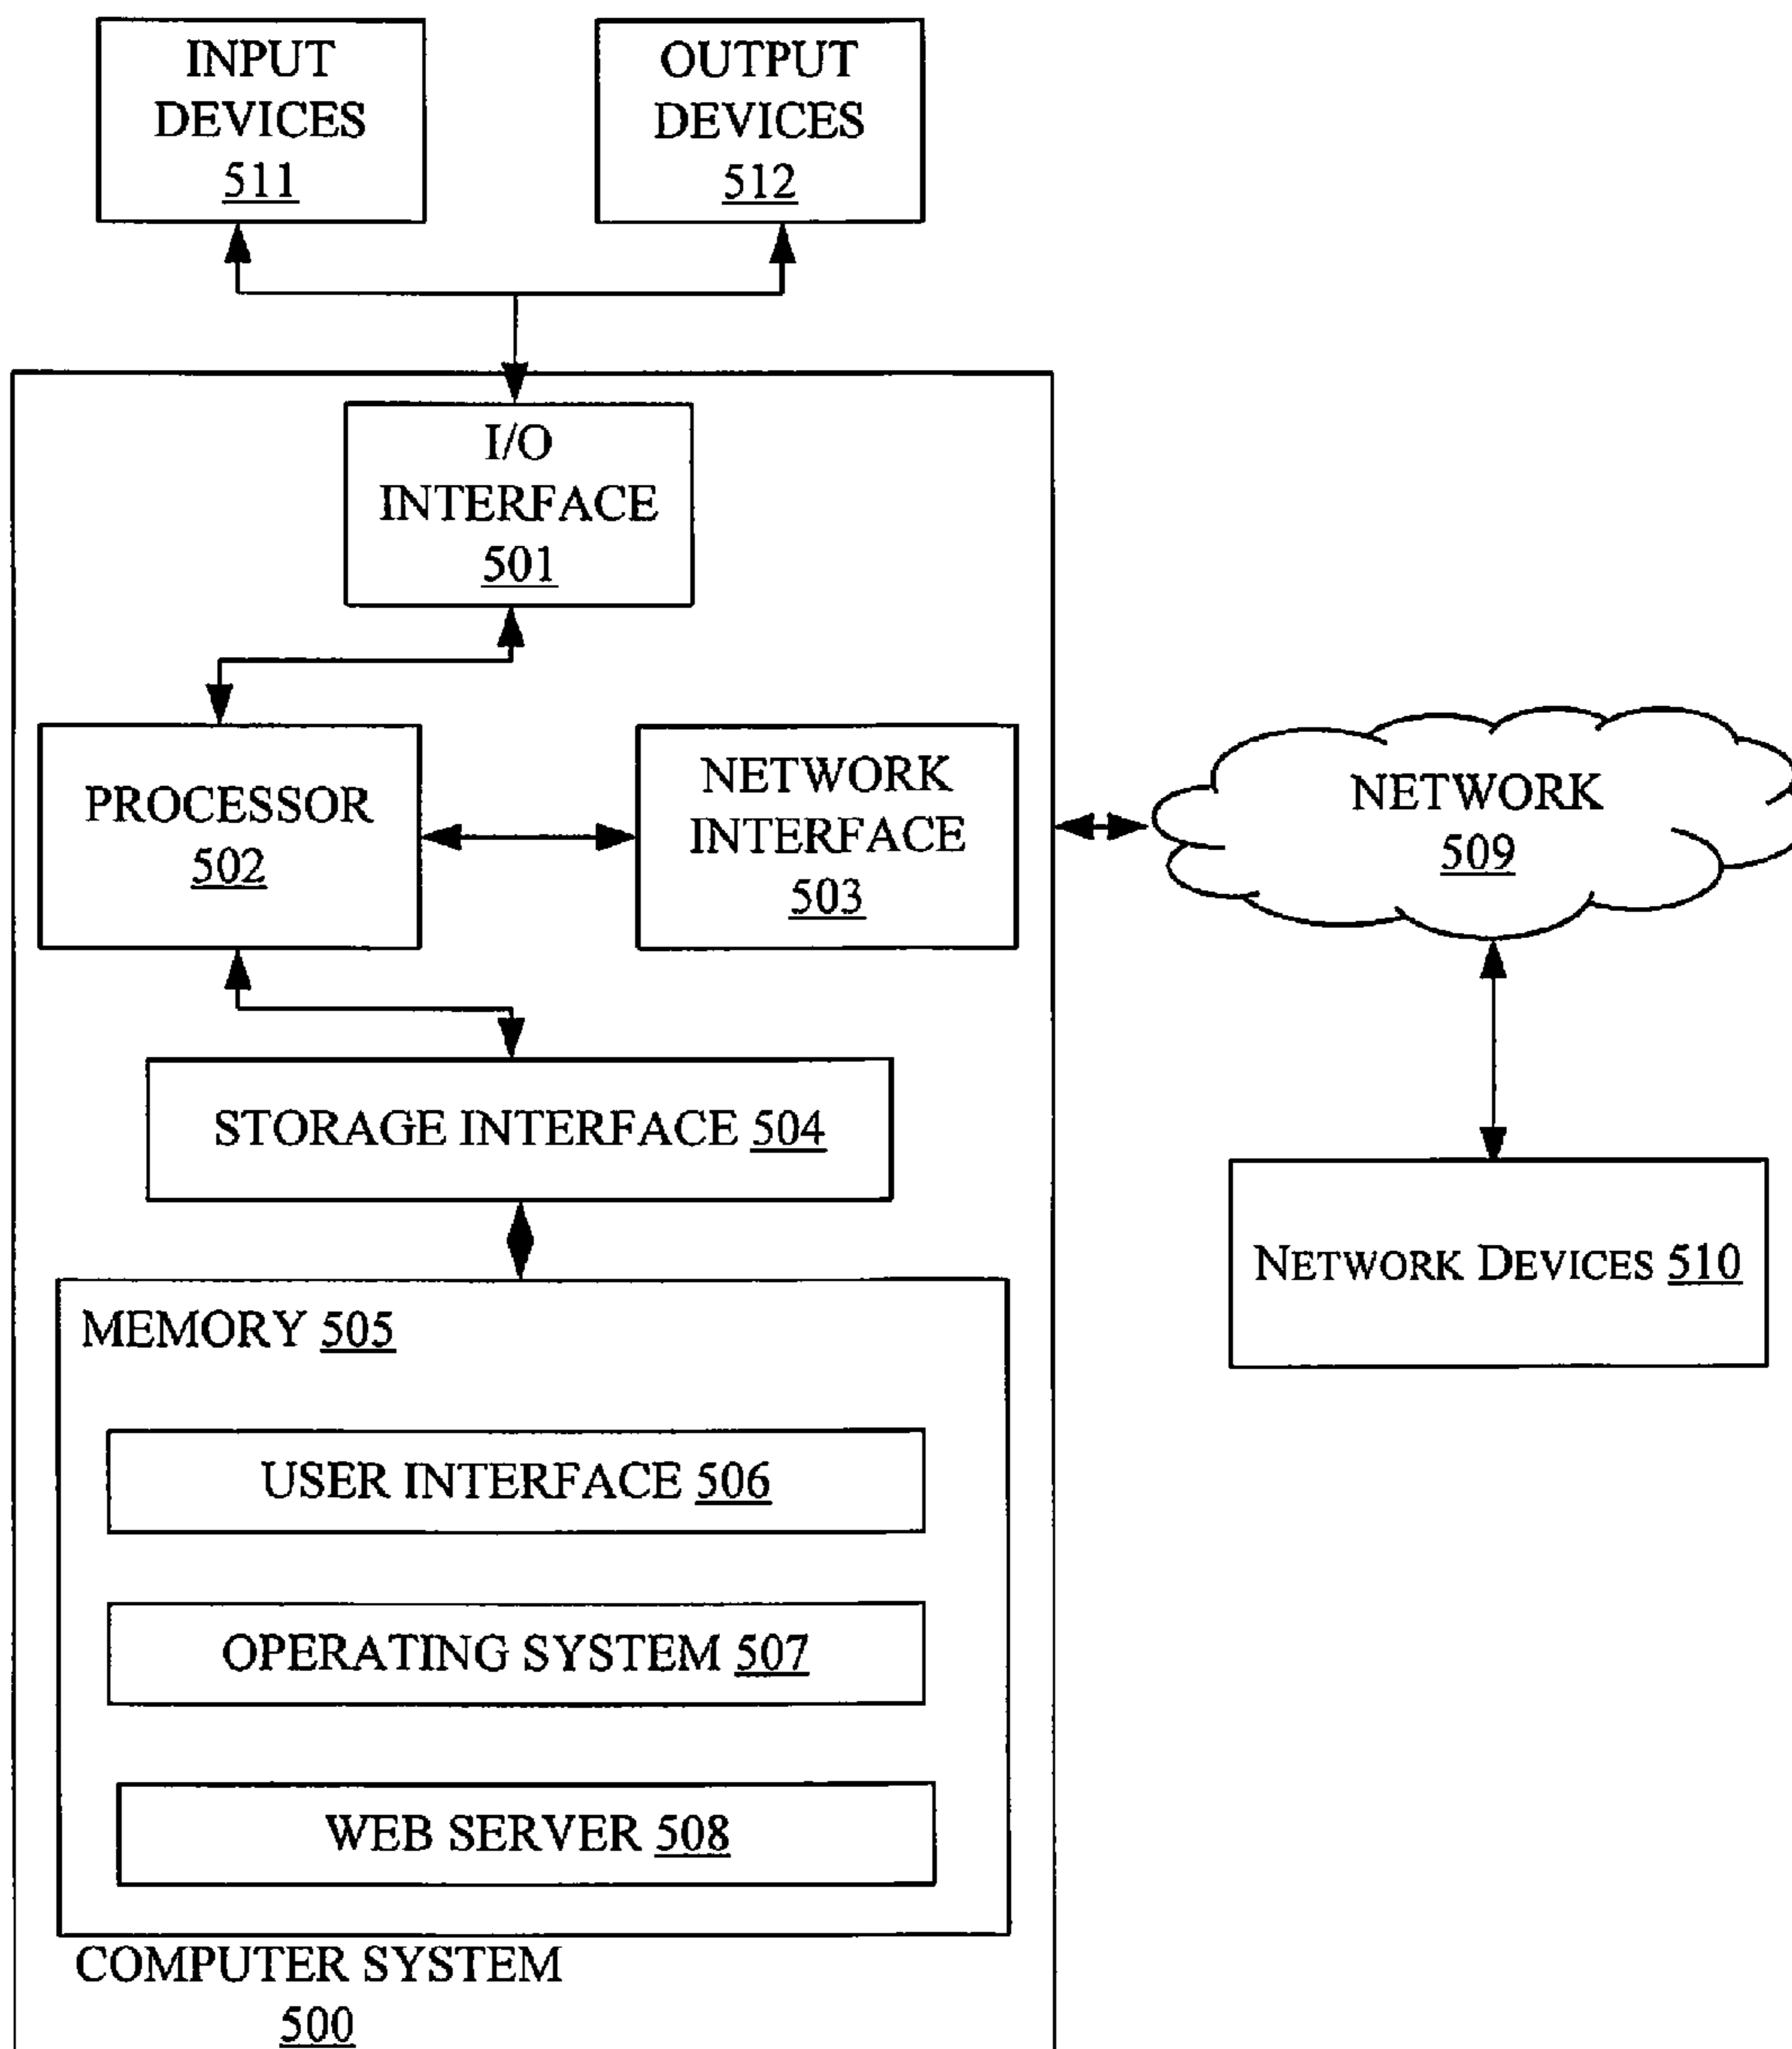 INPUT
DEVICES
511
OUTPUT
DEVICES
512
I/O
INTERFACE
501
PROCESSOR
502
NETWORK
INTERFACE
503
NETWORK
509
STORAGE INTERFACE 504
NETWORK DEVICES 510
MEMORY 505
USER INTERFACE 506
OPERATING SYSTEM 507
WEB SERVER 508
COMPUTER SYSTEM
500